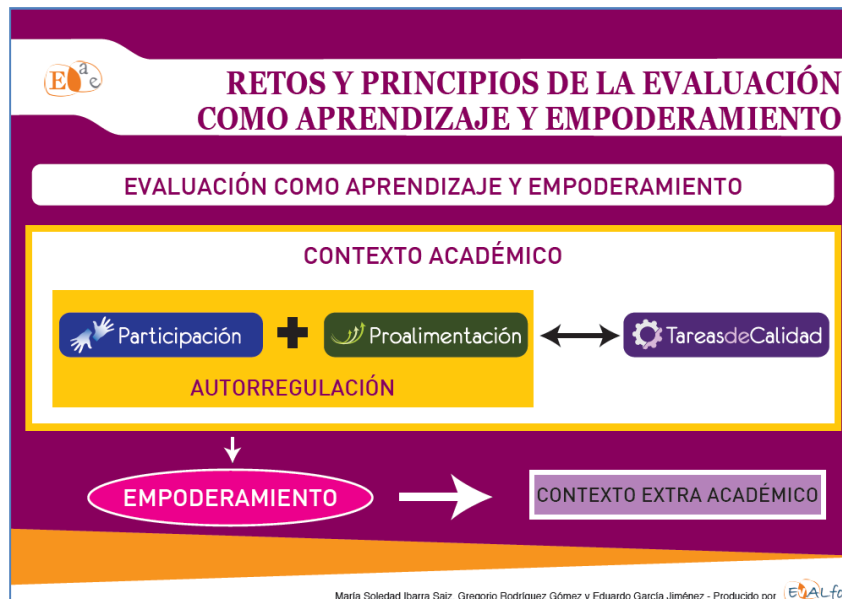 E a e
RETOS Y PRINCIPIOS DE LA EVALUACIÓN
COMO APRENDIZAJE Y EMPODERAMIENTO
EVALUACIÓN COMO APRENDIZAJE Y EMPODERAMIENTO
CONTEXTO ACADÉMICO
Participación + Proalimentación TareasdeCalidad
AUTORREGULACIÓN
EMPODERAMIENTO CONTEXTO EXTRA ACADÉMICO
María Soledad Ibarra Saiz, Gregorio Rodríguez Gómez y Eduardo García Jiménez - Producido por EVALfo